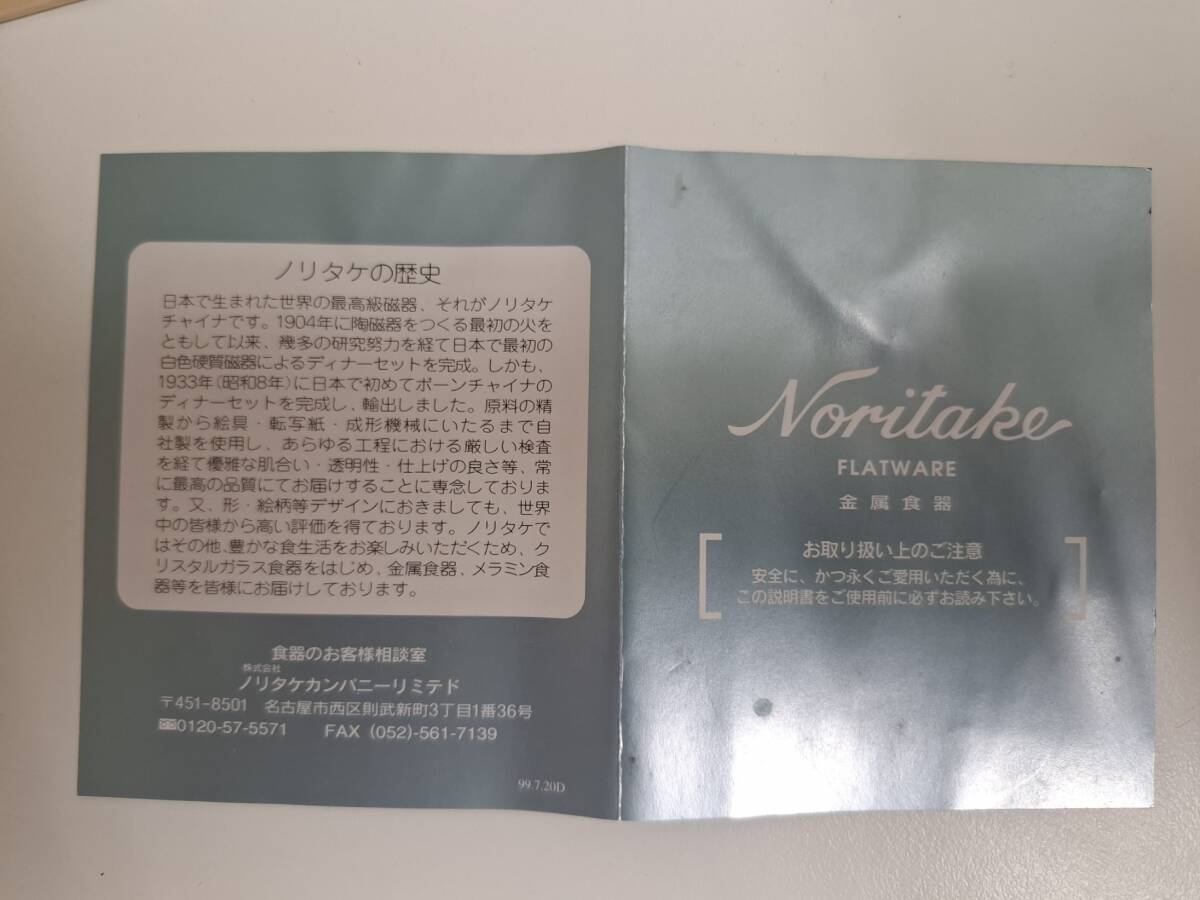 ノリタケの歴史
日本で生まれた世界の最高級磁器、それがノリタケ
チャイナです。1904年に陶磁器をつくる最初の火を
ともして以来、幾多の研究努力を経て日本で最初の
白色硬質磁器によるディナーセットを完成。しかも、
1933年(昭和8年)に日本で初めてボーンチャイナの
ディナーセットを完成し、輸出しました。原料の精
製から絵具・転写紙・成形機械にいたるまで自
社製を使用し、あらゆる工程における厳しい検査
を経て優雅な肌合い・透明性・仕上げの良さ等、常
に最高の品質にてお届けすることに専念しておりま
す。又、形・絵柄等デザインにおきましても、世界
中の皆様から高い評価を得ております。ノリタケで
はその他、豊かな食生活をお楽しみいただくため、ク
リスタルガラス食器をはじめ、金属食器、メラミン食
器等を皆様にお届けしております。
食器のお客様相談室
株式会社
ノリタケカンパニーリミテド
〒451-8501 名古屋市西区則武新町3丁目1番36号
0120-57-5571 FAX (052)-561-7139
99.7.20D
Noritake
FLATWARE
金属食器
お取り扱い上のご注意
安全に、かつ永くご愛用いただく為に、
この説明書をご使用前に必ずお読み下さい。